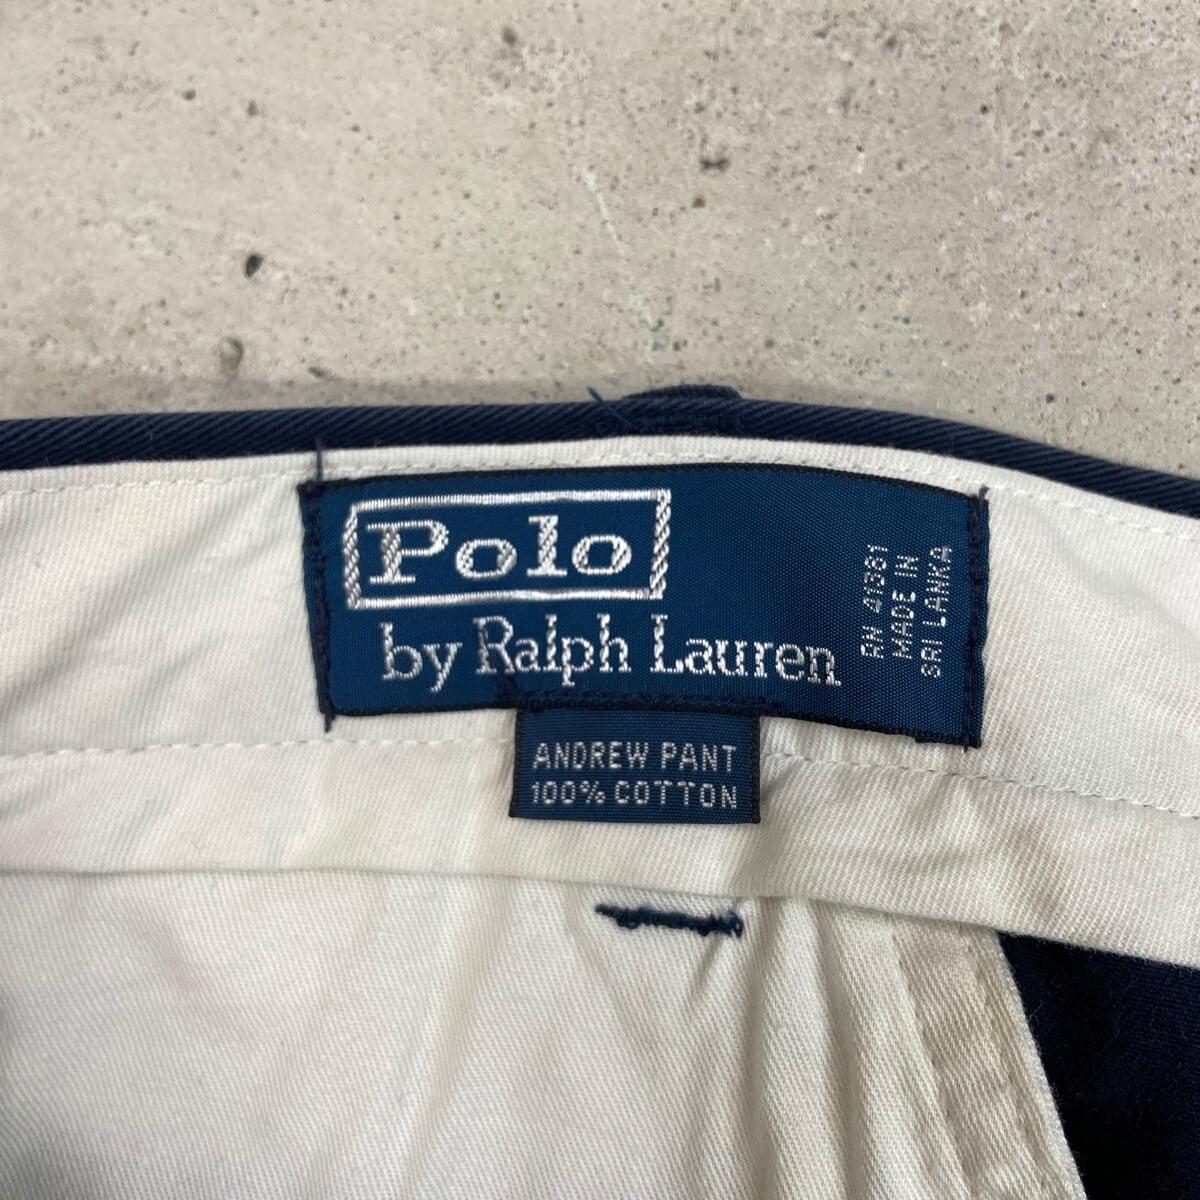 Polo
by Ralph Lauren
RN 41381
MADE IN
SRI LANKA
ANDREW PANT
100% COTTON